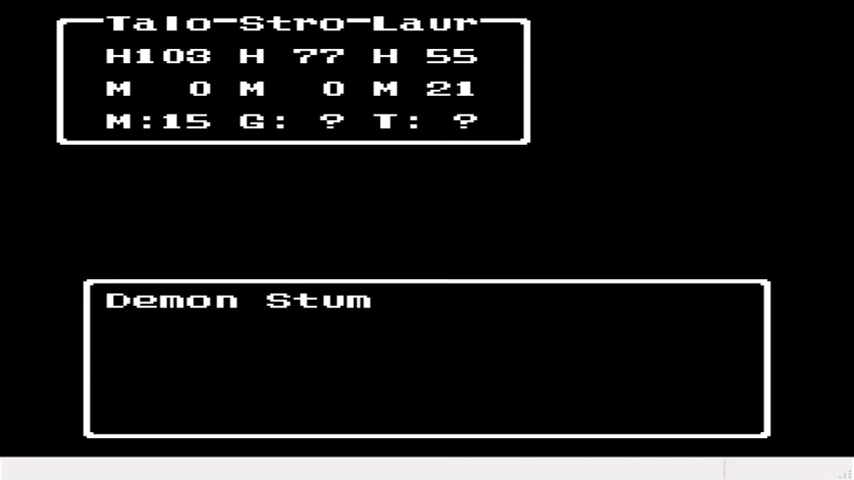 Talo-Stro-Laur
H103 H 77 H 55
M 0 M 0 M 21
M:15 G: ? T: ?
Demon Stum